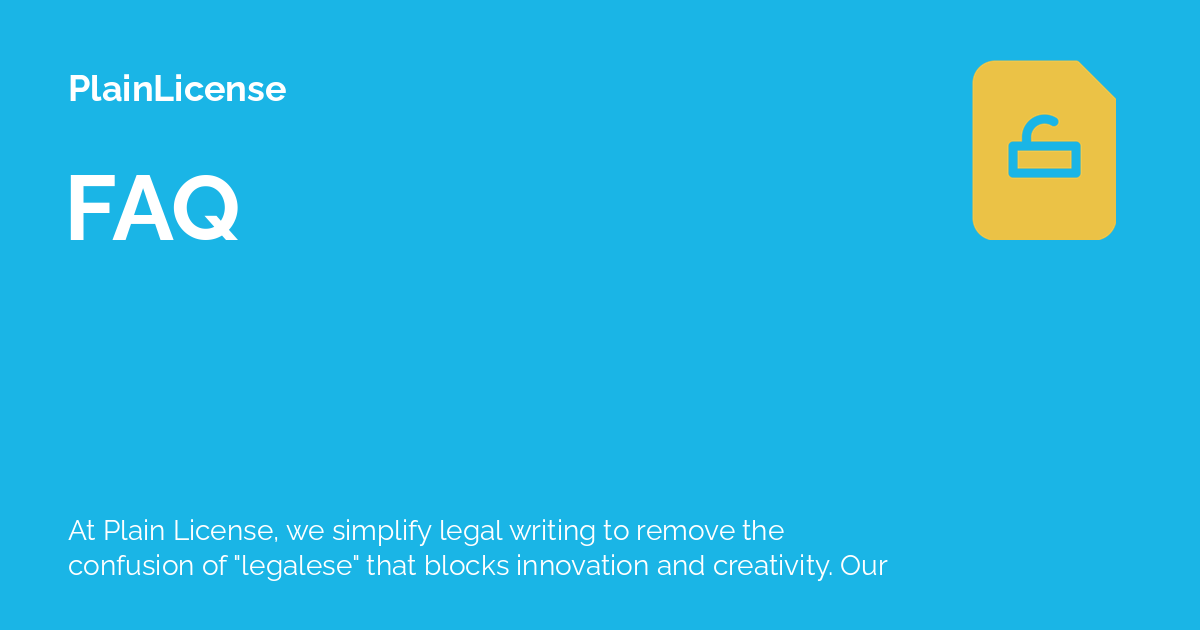 PlainLicense
FAQ
At Plain License, we simplify legal writing to remove the
confusion of "legalese" that blocks innovation and creativity. Our